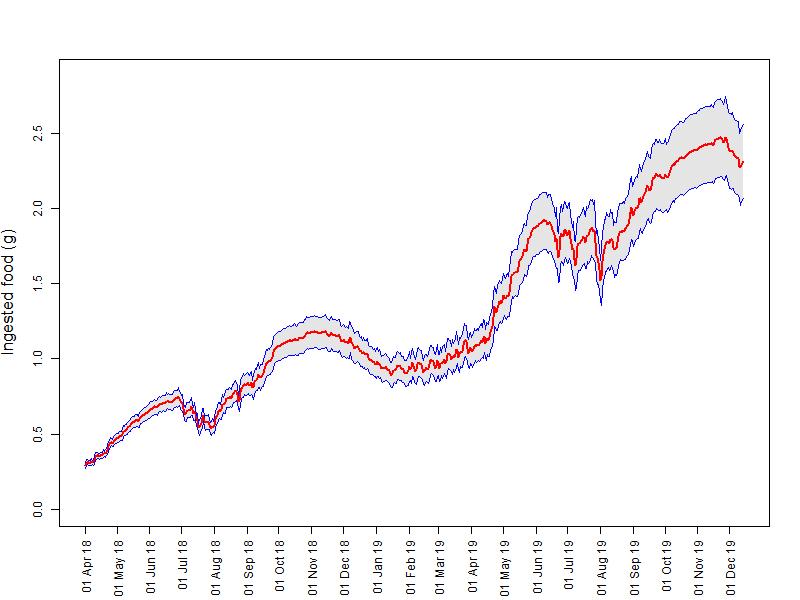 Ingested food (g)
2.5
2.0
1.5
1.0
0.5
0.0
01 Apr 18
01 May 18
01 Jun 18
01 Jul 18
01 Aug 18
01 Sep 18
01 Oct 18
01 Nov 18
01 Dec 18
01 Jan 19
01 Feb 19
01 Mar 19
01 Apr 19
01 May 19
01 Jun 19
01 Jul 19
01 Aug 19
01 Sep 19
01 Oct 19
01 Nov 19
01 Dec 19